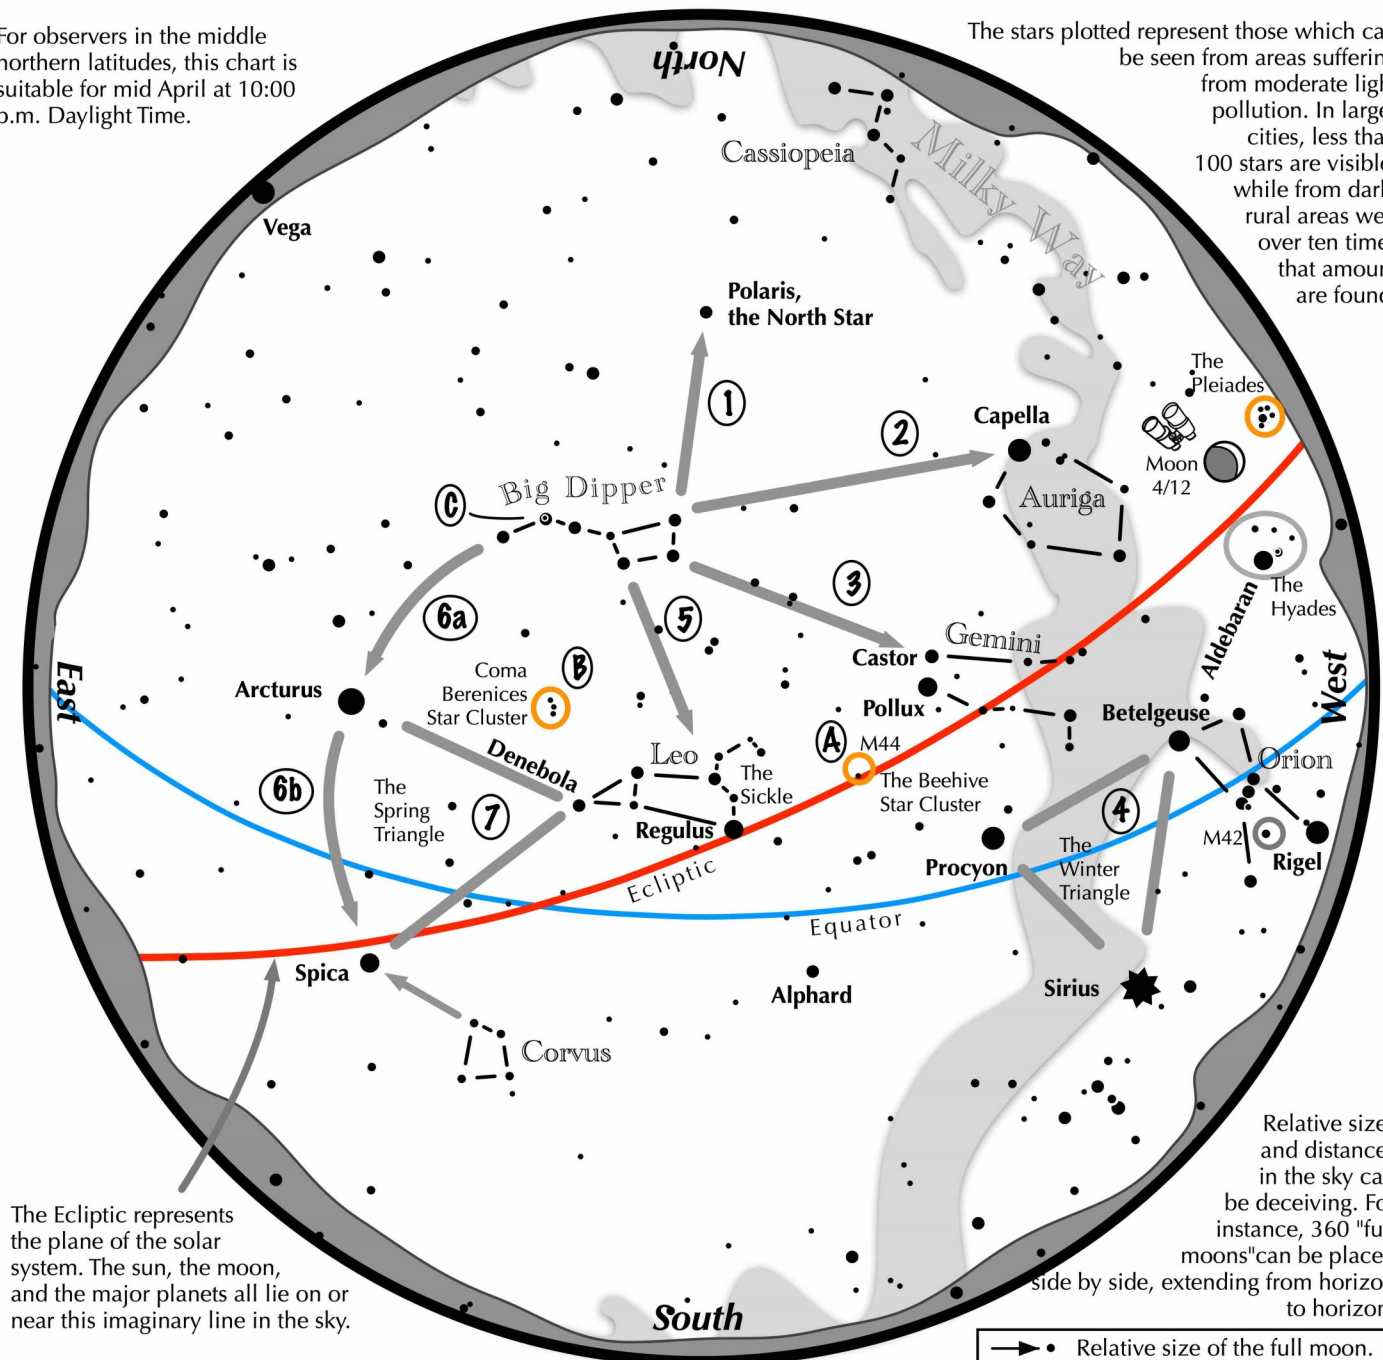 For observers in the middle
northern latitudes, this chart is
suitable for mid April at 10:00
p.m. Daylight Time.
The stars plotted represent those which ca
be seen from areas sufferin
from moderate ligh
pollution. In large
cities, less tha
100 stars are visible
while from dark
rural areas we
over ten time
that amoun
are found
North
Cassiopeia
Milky Way
Vega
Polaris,
the North Star
1
The
Pleiades
Capella
2
Moon
4/12
Big Dipper
C
Auriga
3
The
Hyades
Aldebaran
6a
5
Gemini
Castor
Coma
Berenices
Star Cluster
B
East
West
Arcturus
Pollux
Betelgeuse
A
M44
Denebola
Leo
The
Sickle
The Beehive
Star Cluster
Orion
6b
The
Spring
Triangle
7
4
Regulus
M42
Rigel
Procyon
The
Winter
Triangle
Ecliptic
Equator
Spica
Alphard
Sirius
Corvus
Relative size
and distance
in the sky ca
be deceiving. Fo
instance, 360 "fu
moons"can be place
side by side, extending from horizo
to horizon
The Ecliptic represents
the plane of the solar
system. The sun, the moon,
and the major planets all lie on or
near this imaginary line in the sky.
South
Relative size of the full moon.